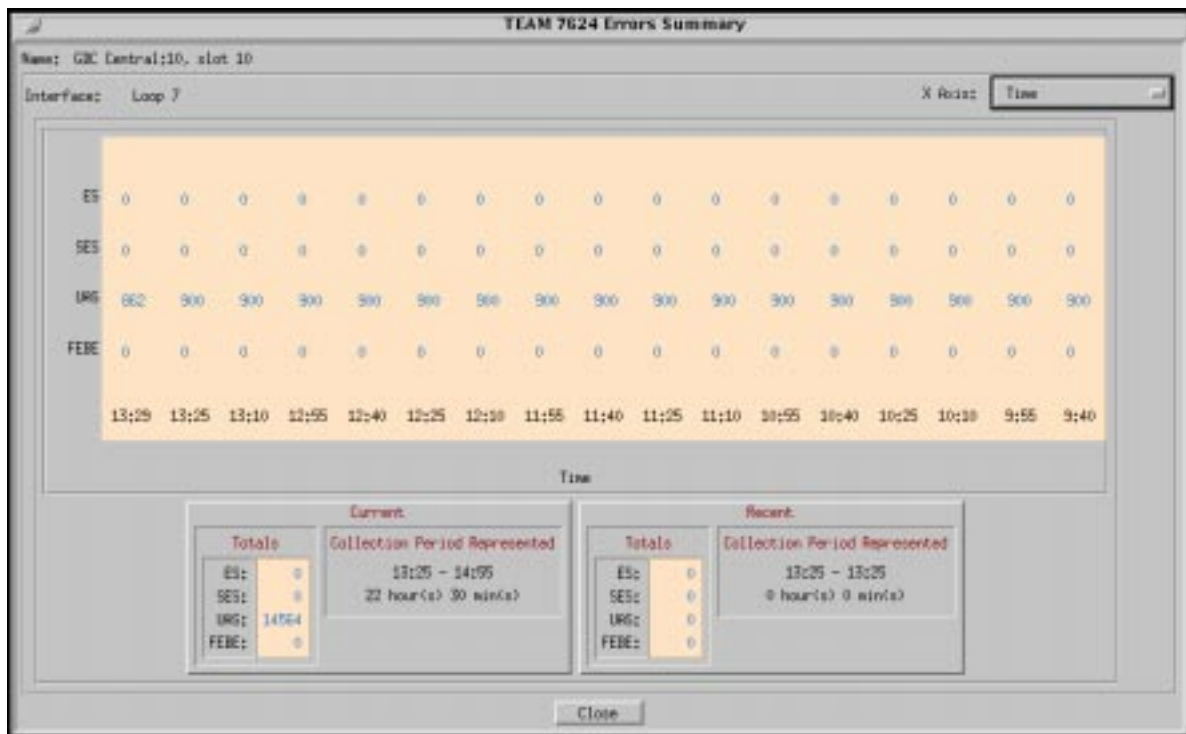 TEAM 7624 Errors Summary
Name: GDC Central:10, slot 10
Interface: Loop 7 X Axis: Time
ES 0 0 0 0 0 0 0 0 0 0 0 0 0 0 0 0 0
SES 0 0 0 0 0 0 0 0 0 0 0 0 0 0 0 0 0
URS 862 900 900 900 900 900 900 900 900 900 900 900 900 900 900 900 900
FEBE 0 0 0 0 0 0 0 0 0 0 0 0 0 0 0 0 0
13:29 13:25 13:10 12:55 12:40 12:25 12:10 11:55 11:40 11:25 11:10 10:55 10:40 10:25 10:10 9:55 9:40
Time
Current
Totals
ES: 0
SES: 0
URS: 14564
FEBE: 0
Collection Period Represented
13:25 - 14:55
22 hour(s) 30 min(s)
Recent
Totals
ES: 0
SES: 0
URS: 0
FEBE: 0
Collection Period Represented
13:25 - 13:25
0 hour(s) 0 min(s)
Close